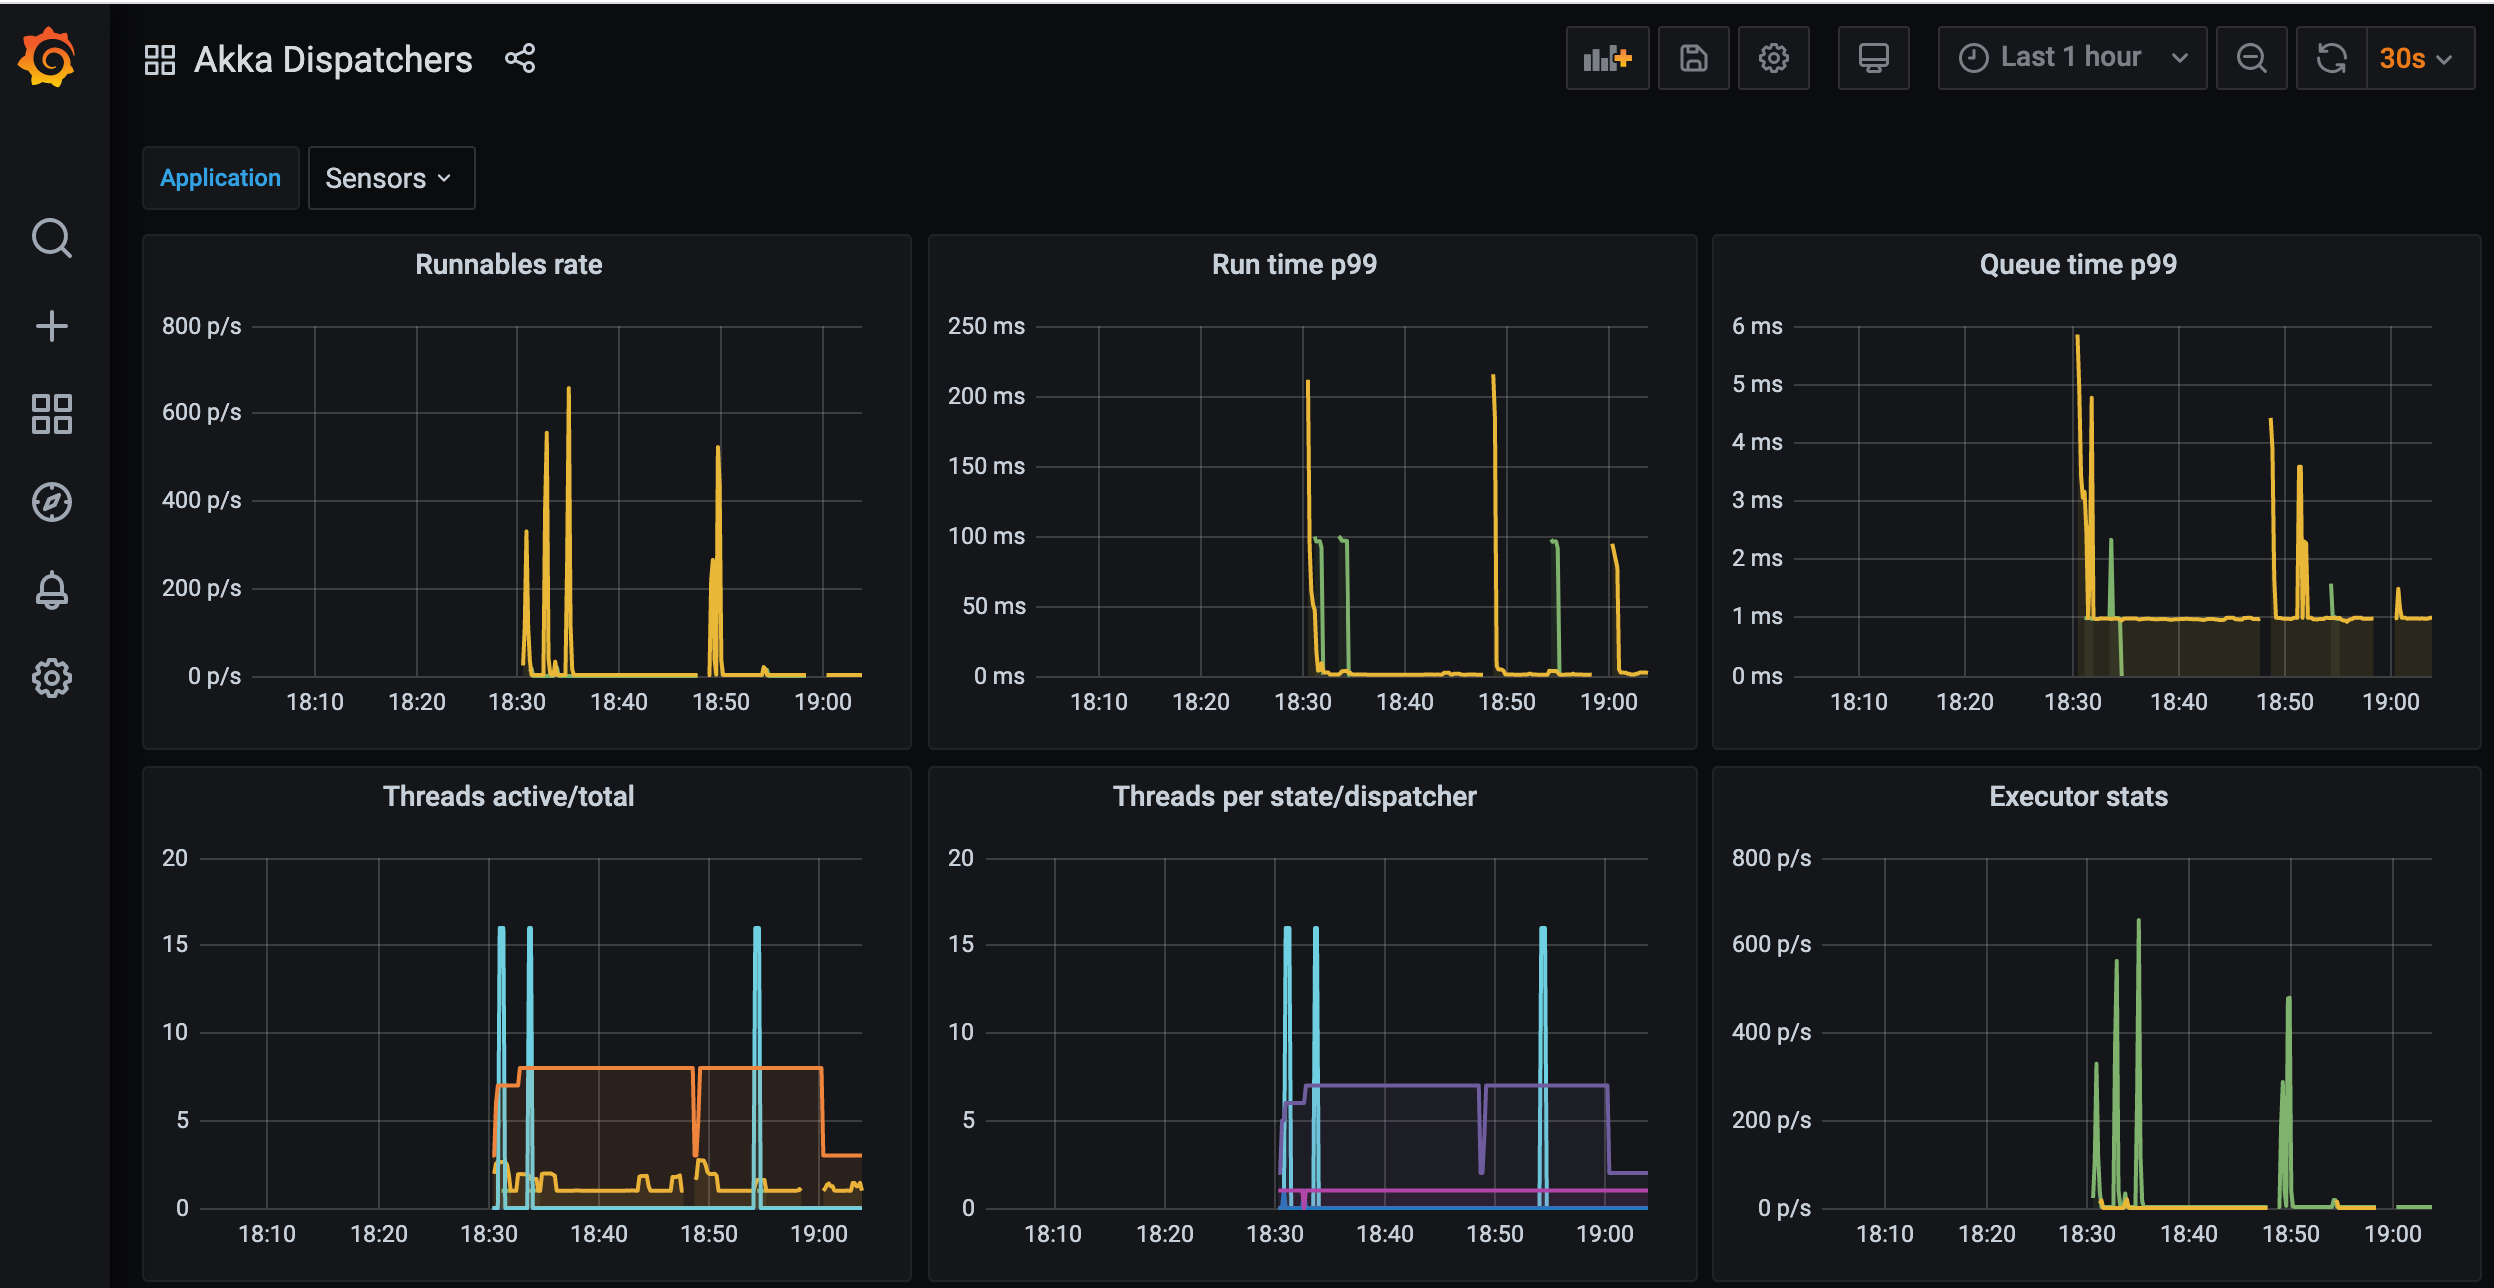 Akka Dispatchers
Last 1 hour
30s
Application
Sensors
Runnables rate
800 p/s
600 p/s
400 p/s
200 p/s
0 p/s
18:10 18:20 18:30 18:40 18:50 19:00
Run time p99
250 ms
200 ms
150 ms
100 ms
50 ms
0 ms
18:10 18:20 18:30 18:40 18:50 19:00
Queue time p99
6 ms
5 ms
4 ms
3 ms
2 ms
1 ms
0 ms
18:10 18:20 18:30 18:40 18:50 19:00
Threads active/total
20
15
10
5
0
18:10 18:20 18:30 18:40 18:50 19:00
Threads per state/dispatcher
20
15
10
5
0
18:10 18:20 18:30 18:40 18:50 19:00
Executor stats
800 p/s
600 p/s
400 p/s
200 p/s
0 p/s
18:10 18:20 18:30 18:40 18:50 19:00